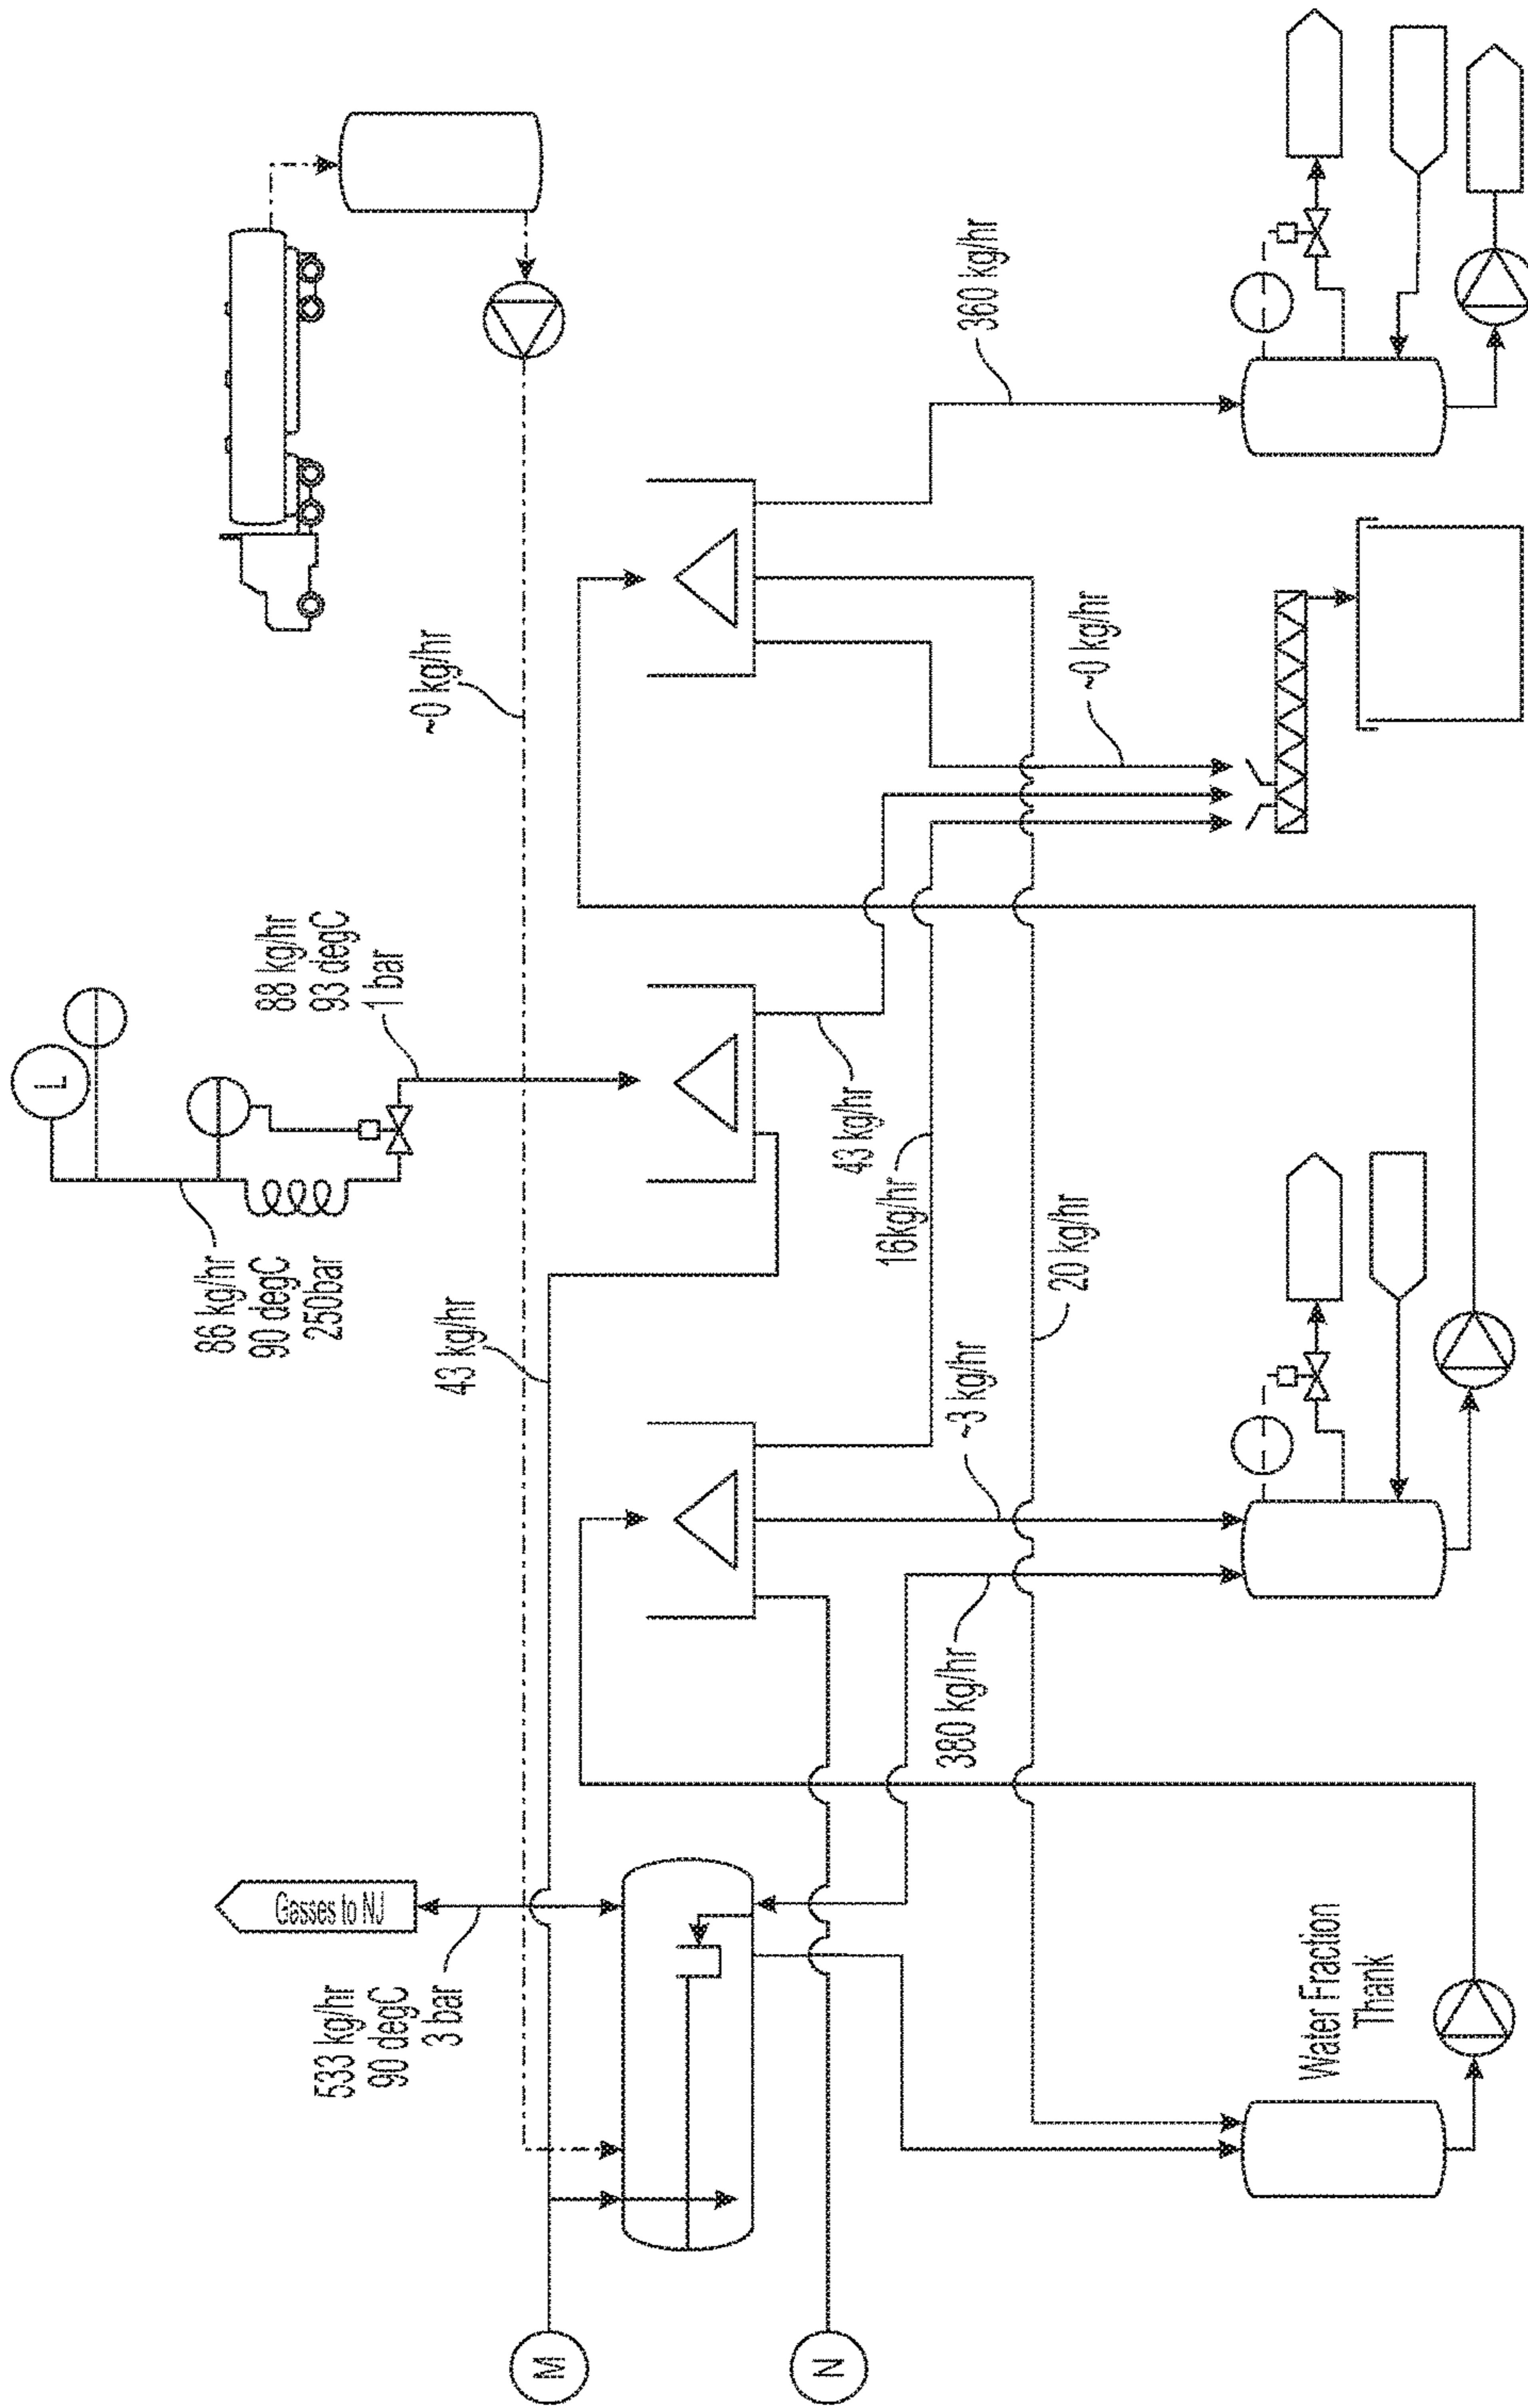 L
86 kg/hr
90 degC
250bar
88 kg/hr
93 degC
1 bar
Gasses to NJ
533 kg/hr
90 degC
3 bar
~0 kg/hr
43 kg/hr
M
N
43 kg/hr
16kg/hr
380 kg/hr
~3 kg/hr
360 kg/hr
20 kg/hr
~0 kg/hr
Water Fraction
Thank